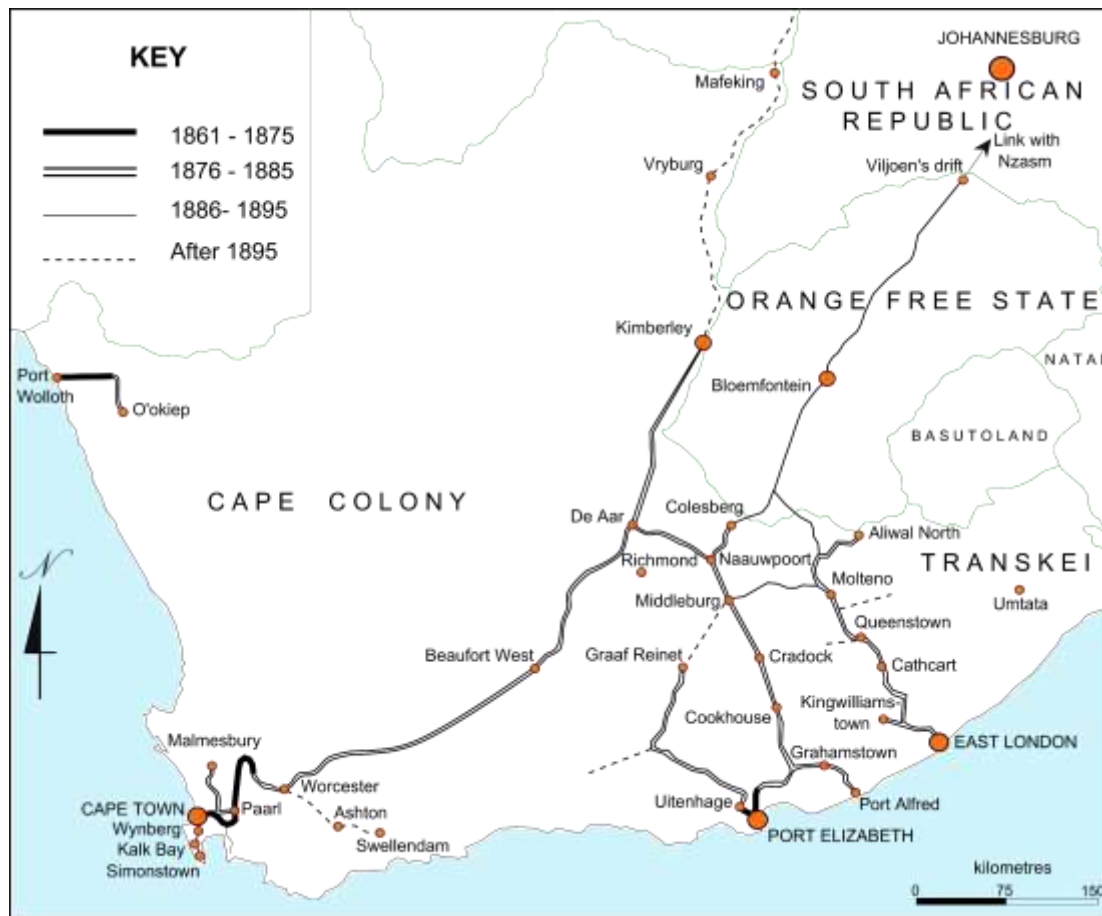 KEY
1861 - 1875
1876 - 1885
1886- 1895
After 1895
JOHANNESBURG
SOUTH AFRICAN
REPUBLIC
Link with
Nzasm
Viljoen's drift
Mafeking
Vryburg
ORANGE FREE STATE
Kimberley
Bloemfontein
NATAL
BASUTOLAND
Port
Wolloth
O'okiep
CAPE COLONY
De Aar
Colesberg
Aliwal North
Richmond
Naauwpoort
TRANSKEI
Molteno
Umtata
Middleburg
Queenstown
Beaufort West
Graaf Reinet
Cradock
Cathcart
Kingwilliams-
town
Cookhouse
EAST LONDON
Malmesbury
Grahamstown
Worcester
CAPE TOWN
Paarl
Ashton
Uitenhage
Port Alfred
Wynberg
Swellendam
PORT ELIZABETH
Kalk Bay
Simonstown
N
kilometres
0 75 150